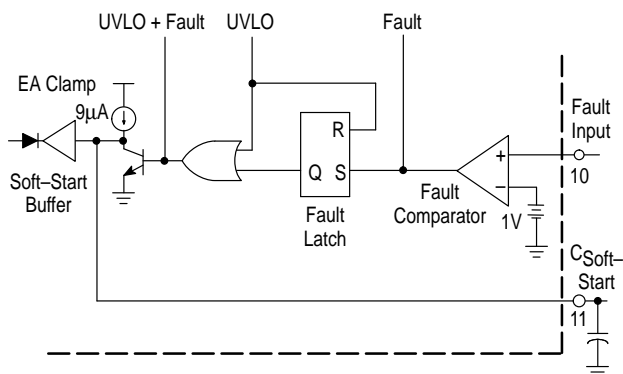 UVLO + Fault
UVLO
Fault
EA Clamp
9μA
Fault
Input
R
+
Q
S
–
10
Soft–Start
Buffer
Fault
Comparator
Fault
Latch
1V
CSoft–
Start
11